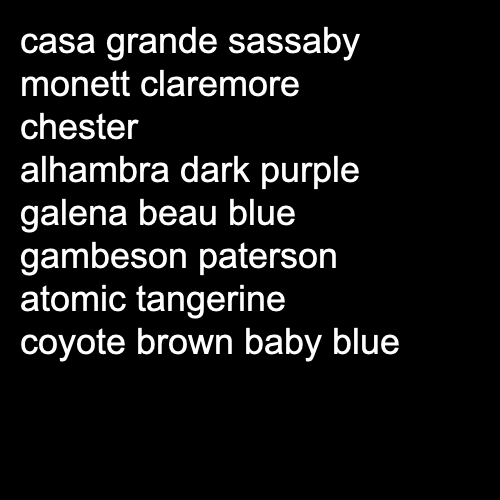 casa grande sassaby
monett claremore
chester
alhambra dark purple
galena beau blue
gambeson paterson
atomic tangerine
coyote brown baby blue